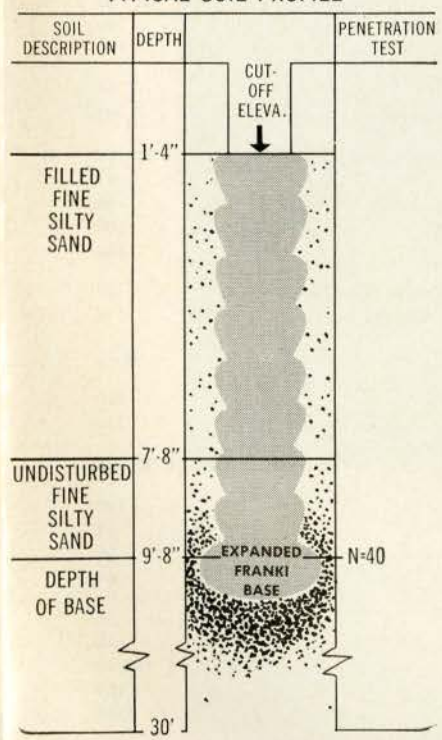 TYPICAL SOIL PROFILE
SOIL DESCRIPTION
DEPTH
PENETRATION TEST
CUT-
OFF
ELEVA.
1'-4"
FILLED
FINE
SILTY
SAND
7'-8"
UNDISTURBED
FINE
SILTY
SAND
9'-8"
EXPANDED
FRANKI
BASE
N=40
DEPTH
OF BASE
30'